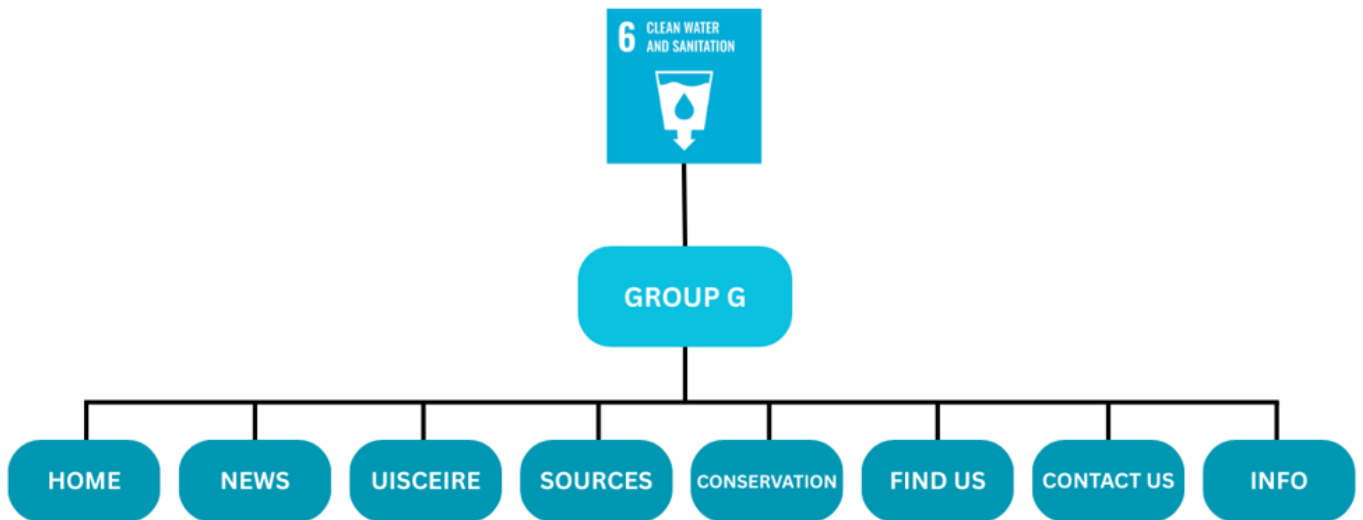 6 CLEAN WATER
AND SANITATION
GROUP G
HOME
NEWS
UISCEIRE
SOURCES
CONSERVATION
FIND US
CONTACT US
INFO